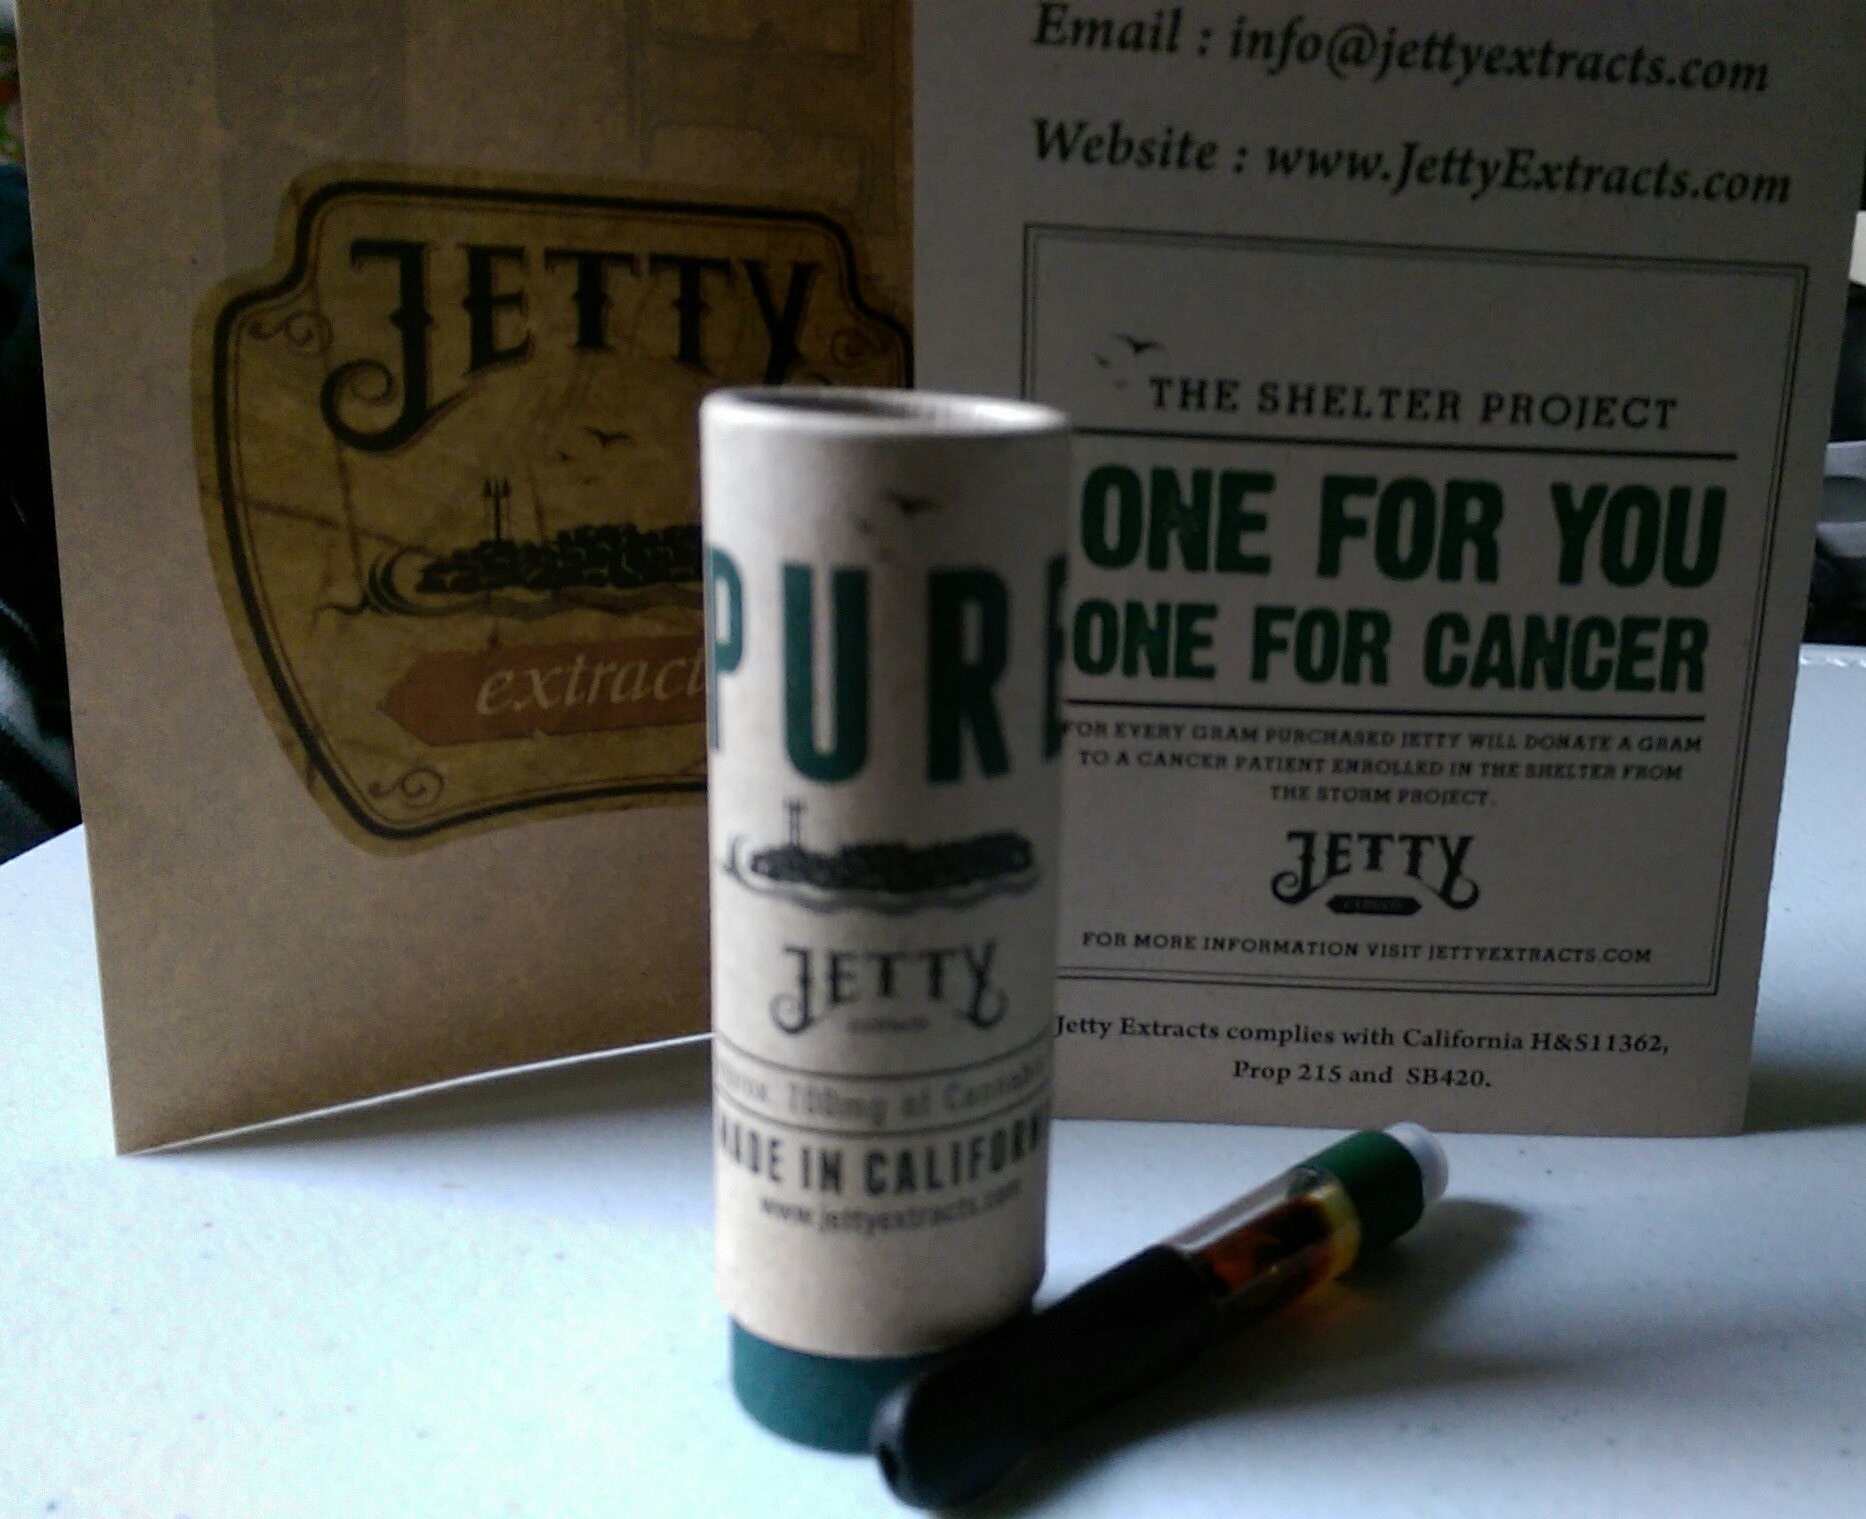 JETTY
extract
Email : info@jettyextracts.com
Website : www.JettyExtracts.com
THE SHELTER PROJECT
ONE FOR YOU
ONE FOR CANCER
FOR EVERY GRAM PURCHASED JETTY WILL DONATE A GRAM
TO A CANCER PATIENT ENROLLED IN THE SHELTER FROM
THE STORM PROJECT.
JETTY
FOR MORE INFORMATION VISIT JETTYEXTRACTS.COM
Jetty Extracts complies with California H&S11362,
Prop 215 and SB420.
PURE
JETTY
of
MADE IN CALIFORN
www.jettyextracts.com